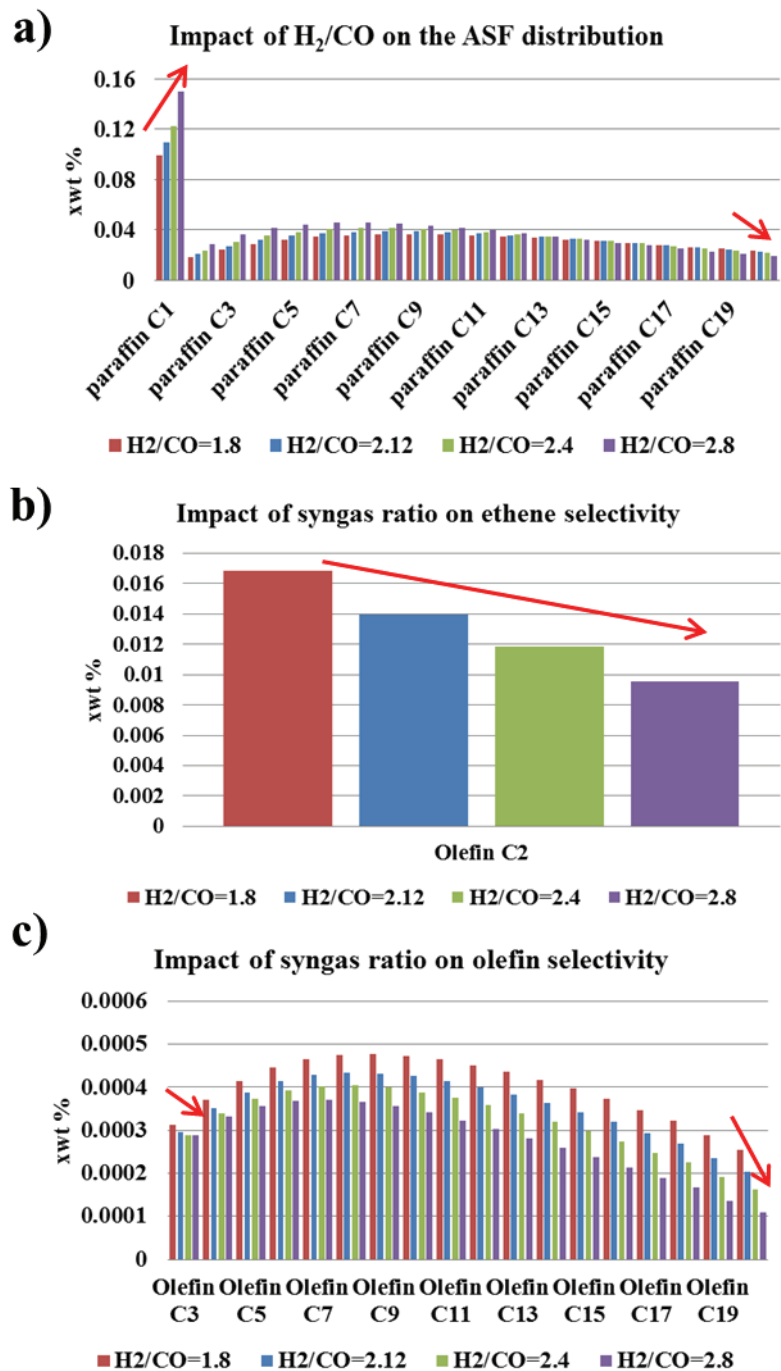 a)
Impact of H₂/CO on the ASF distribution
xwt %
0.16
0.12
0.08
0.04
0
paraffin C1
paraffin C3
paraffin C5
paraffin C7
paraffin C9
paraffin C11
paraffin C13
paraffin C15
paraffin C17
paraffin C19
H2/CO=1.8 H2/CO=2.12 H2/CO=2.4 H2/CO=2.8
b)
Impact of syngas ratio on ethene selectivity
xwt %
0.018
0.016
0.014
0.012
0.01
0.008
0.006
0.004
0.002
0
Olefin C2
H2/CO=1.8 H2/CO=2.12 H2/CO=2.4 H2/CO=2.8
c)
Impact of syngas ratio on olefin selectivity
xwt %
0.0006
0.0005
0.0004
0.0003
0.0002
0.0001
0
Olefin Olefin Olefin Olefin Olefin Olefin Olefin Olefin Olefin
C3 C5 C7 C9 C11 C13 C15 C17 C19
H2/CO=1.8 H2/CO=2.12 H2/CO=2.4 H2/CO=2.8